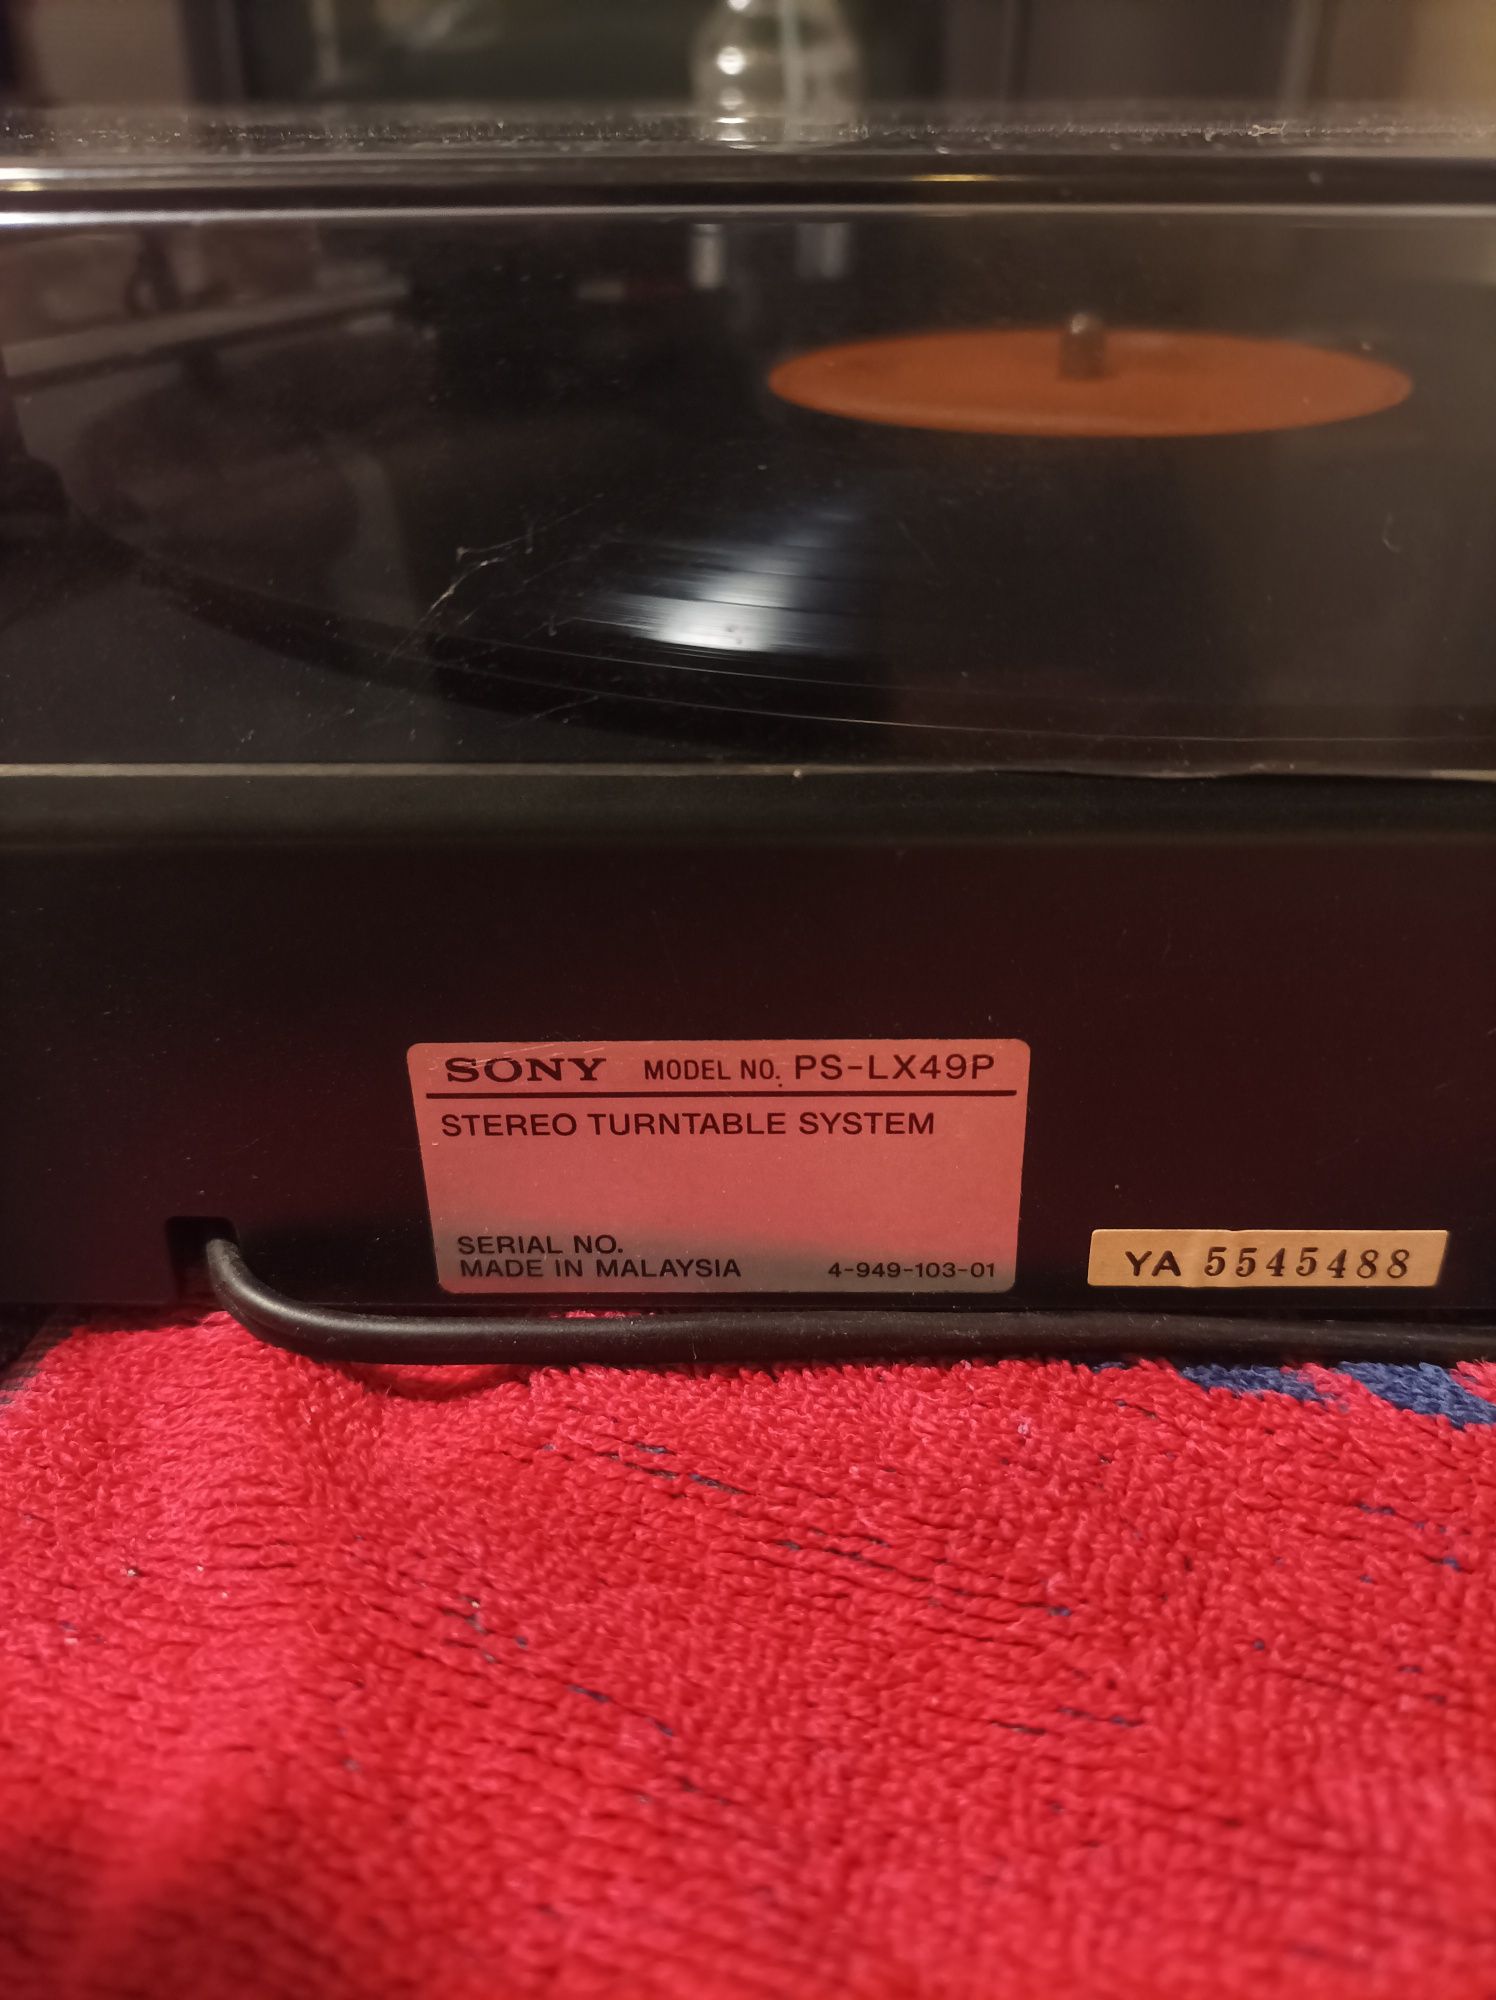 SONY MODEL NO. PS-LX49P
STEREO TURNTABLE SYSTEM
SERIAL NO.
MADE IN MALAYSIA 4-949-103-01
YA 5545488